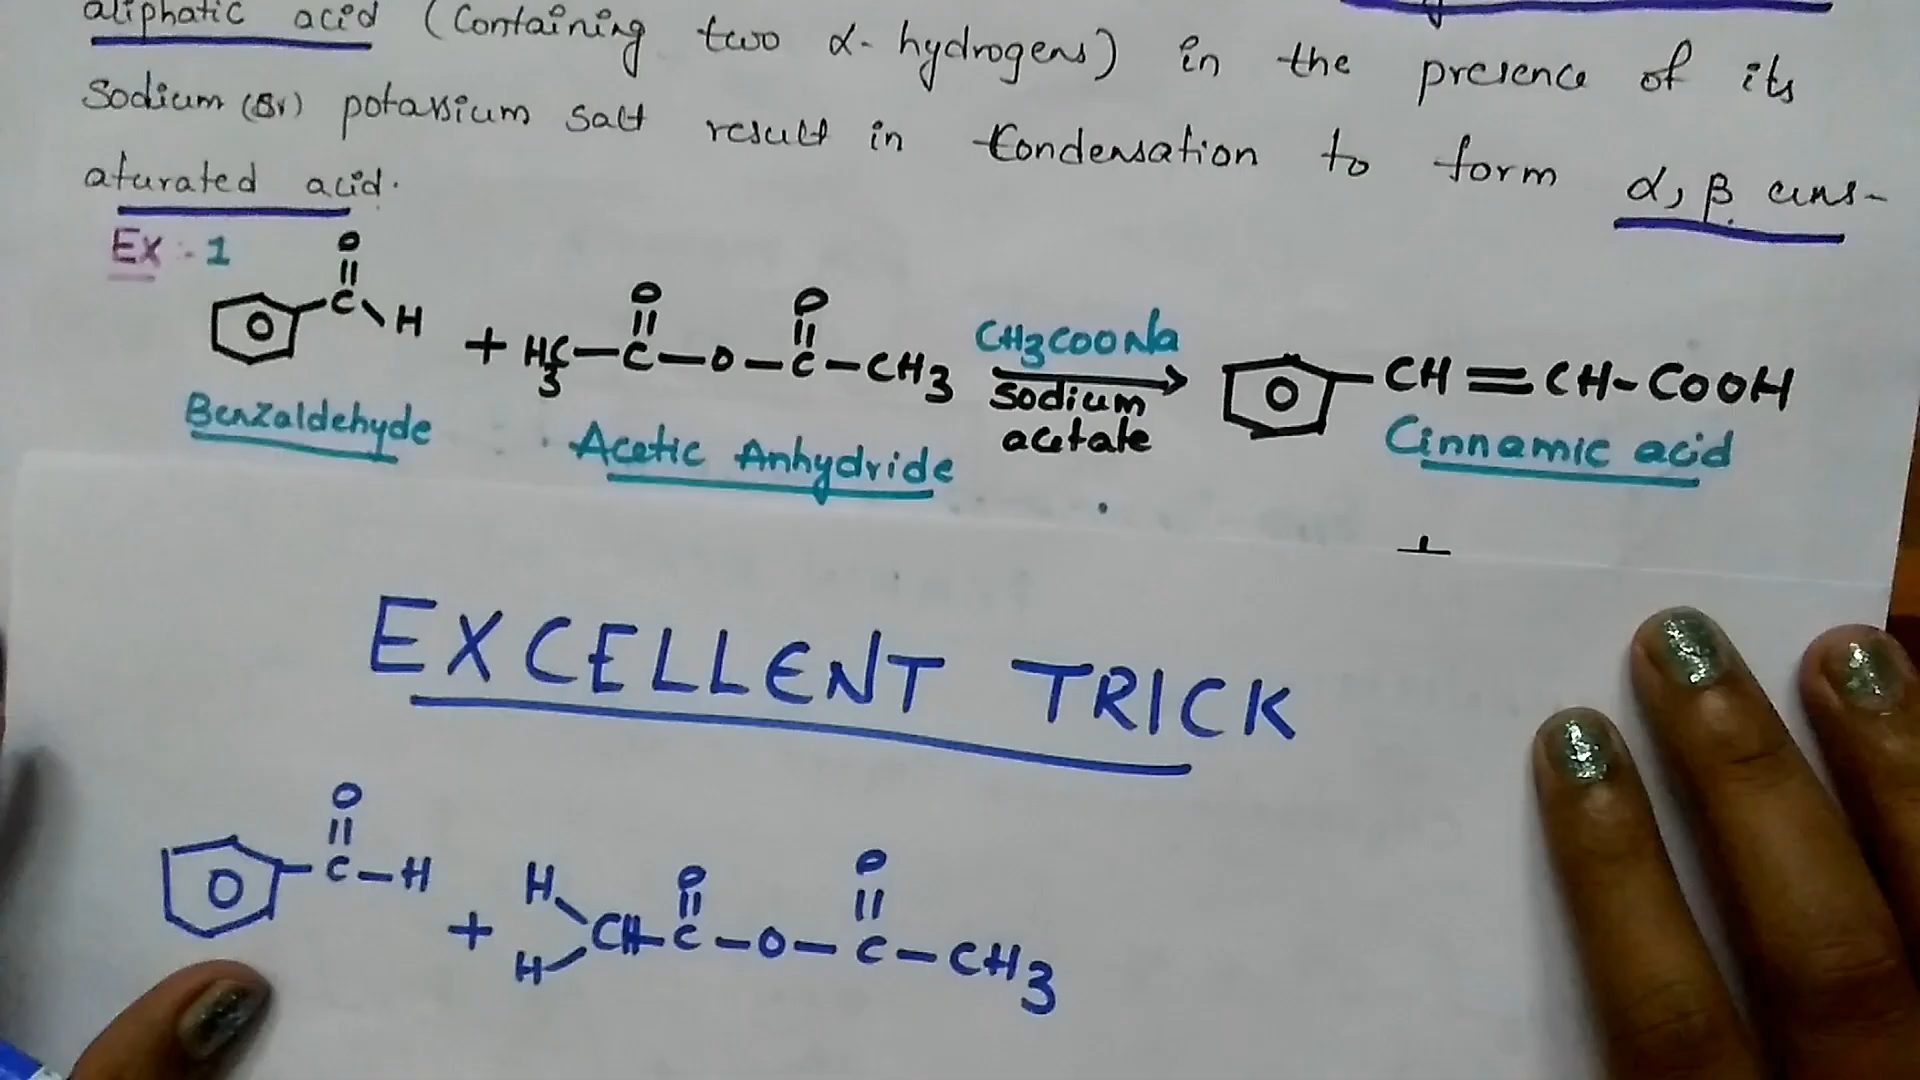 aliphatic acid (Containing two α-hydrogens) in the presence of its
Sodium (or) potassium salt result in Condensation to form α, β uns-
aturated acid.
Ex :- 1
O
||
C
H
+ H3C—C—O—C—CH3
O
||
O
||
CH3COONa
Sodium
acetate
CH=CH-COOH
Benzaldehyde
Acetic Anhydride
Cinnamic acid
+
EXCELLENT TRICK
O
||
C—H
+
H
H
CH-C-O-C-CH3
O
||
O
||